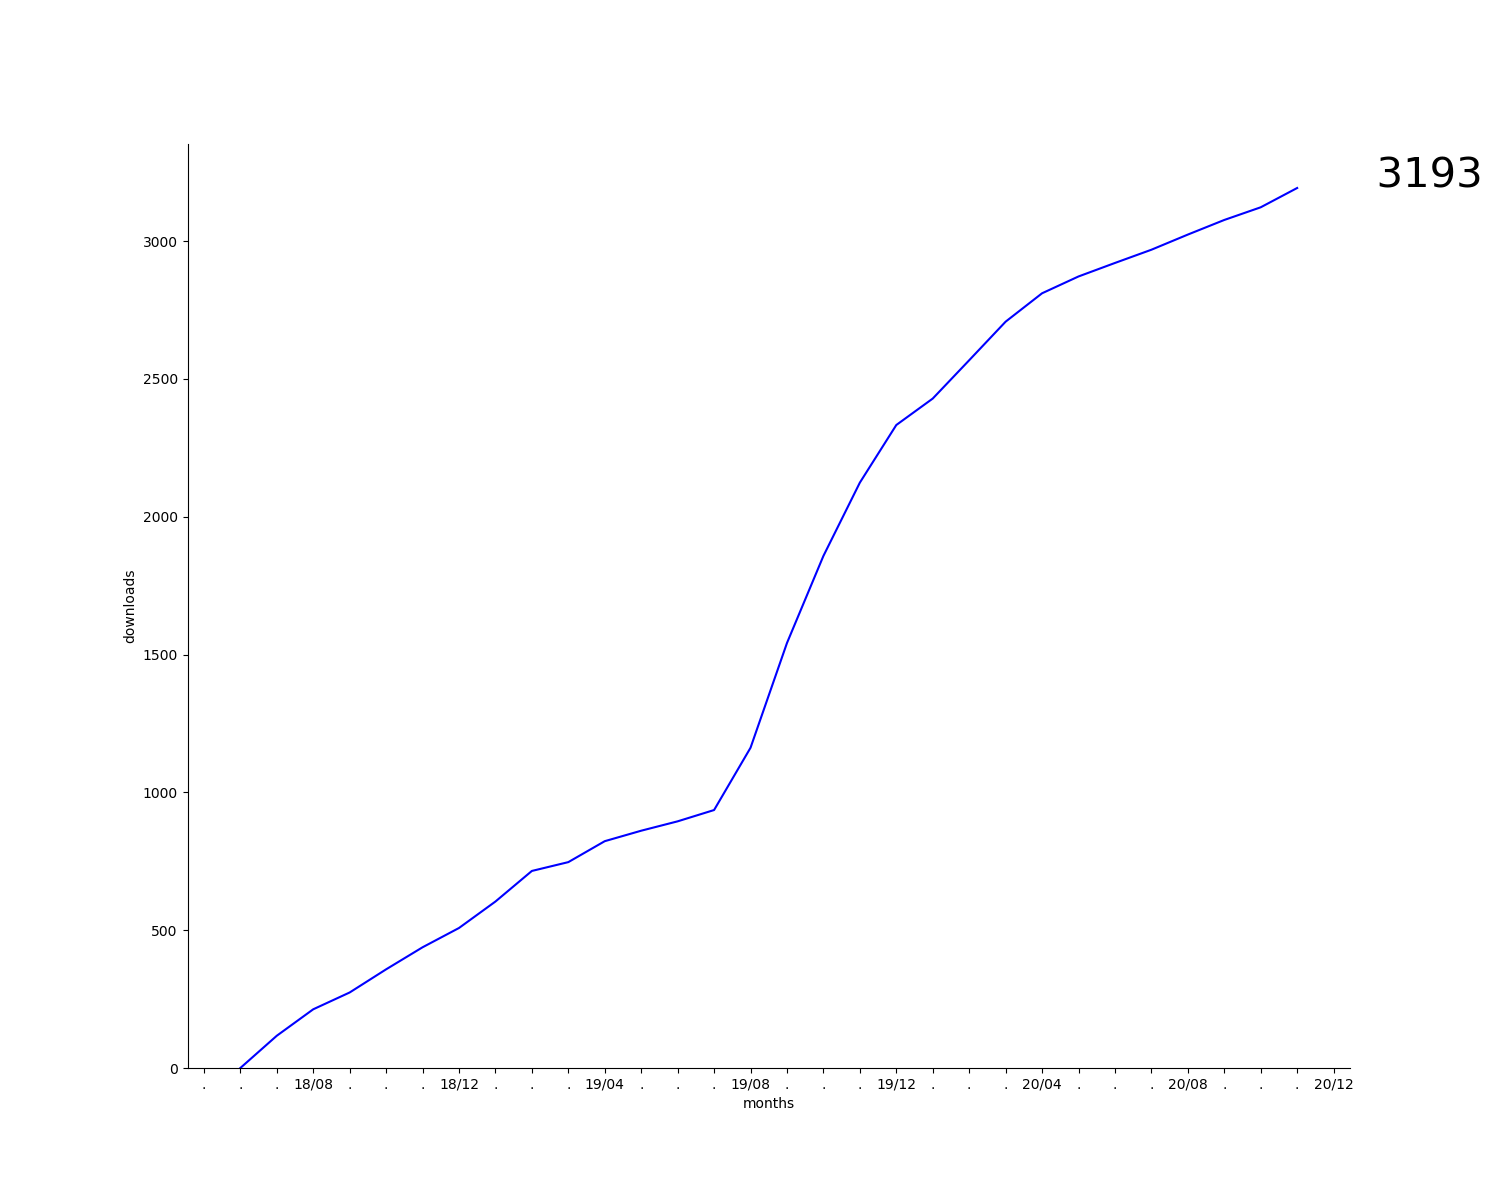 3193
3000
2500
2000
1500
1000
500
0
downloads
. . . 18/08 . . . 18/12 . . . 19/04 . . . 19/08 . . . 19/12 . . . 20/04 . . . 20/08 . . . 20/12
months